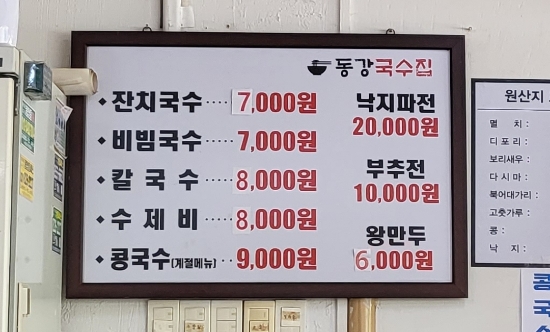 동강국수집
잔치국수 ···· 7,000원
비빔국수 ···· 7,000원
칼국수 ····· 8,000원
수제비 ····· 8,000원
콩국수(계절메뉴) ·· 9,000원
낙지파전
20,000원
부추전
10,000원
왕만두
6,000원
원산지
멸 치 :
디포리 :
보리새우 :
다시마 :
북어대가리 :
고춧가루 :
콩 :
낙 지 :
콩
국